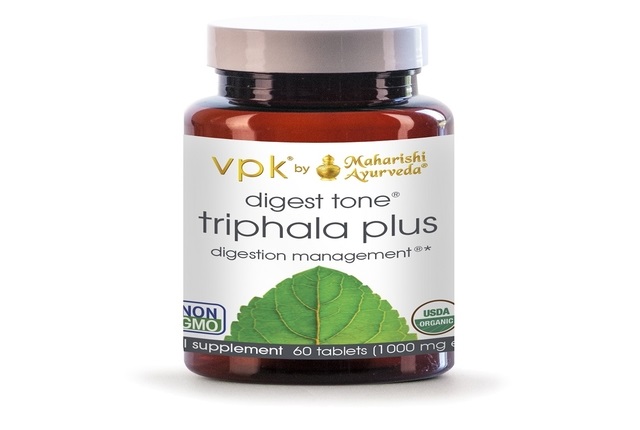 vpk® by Maharishi Ayurveda®
digest tone®
triphala plus
digestion management®*
NON GMO
USDA ORGANIC
supplement 60 tablets (1000 mg